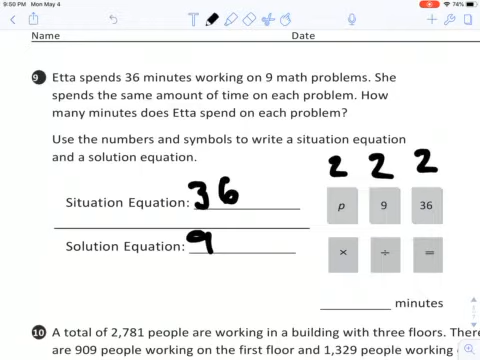 9:50 PM Mon May 4
74%
Name Date
9 Etta spends 36 minutes working on 9 math problems. She
spends the same amount of time on each problem. How
many minutes does Etta spend on each problem?
Use the numbers and symbols to write a situation equation
and a solution equation.
2 2 2
Situation Equation: 36
p 9 36
Solution Equation: 9
× ÷ =
minutes
10 A total of 2,781 people are working in a building with three floors. There
are 909 people working on the first floor and 1,329 people working